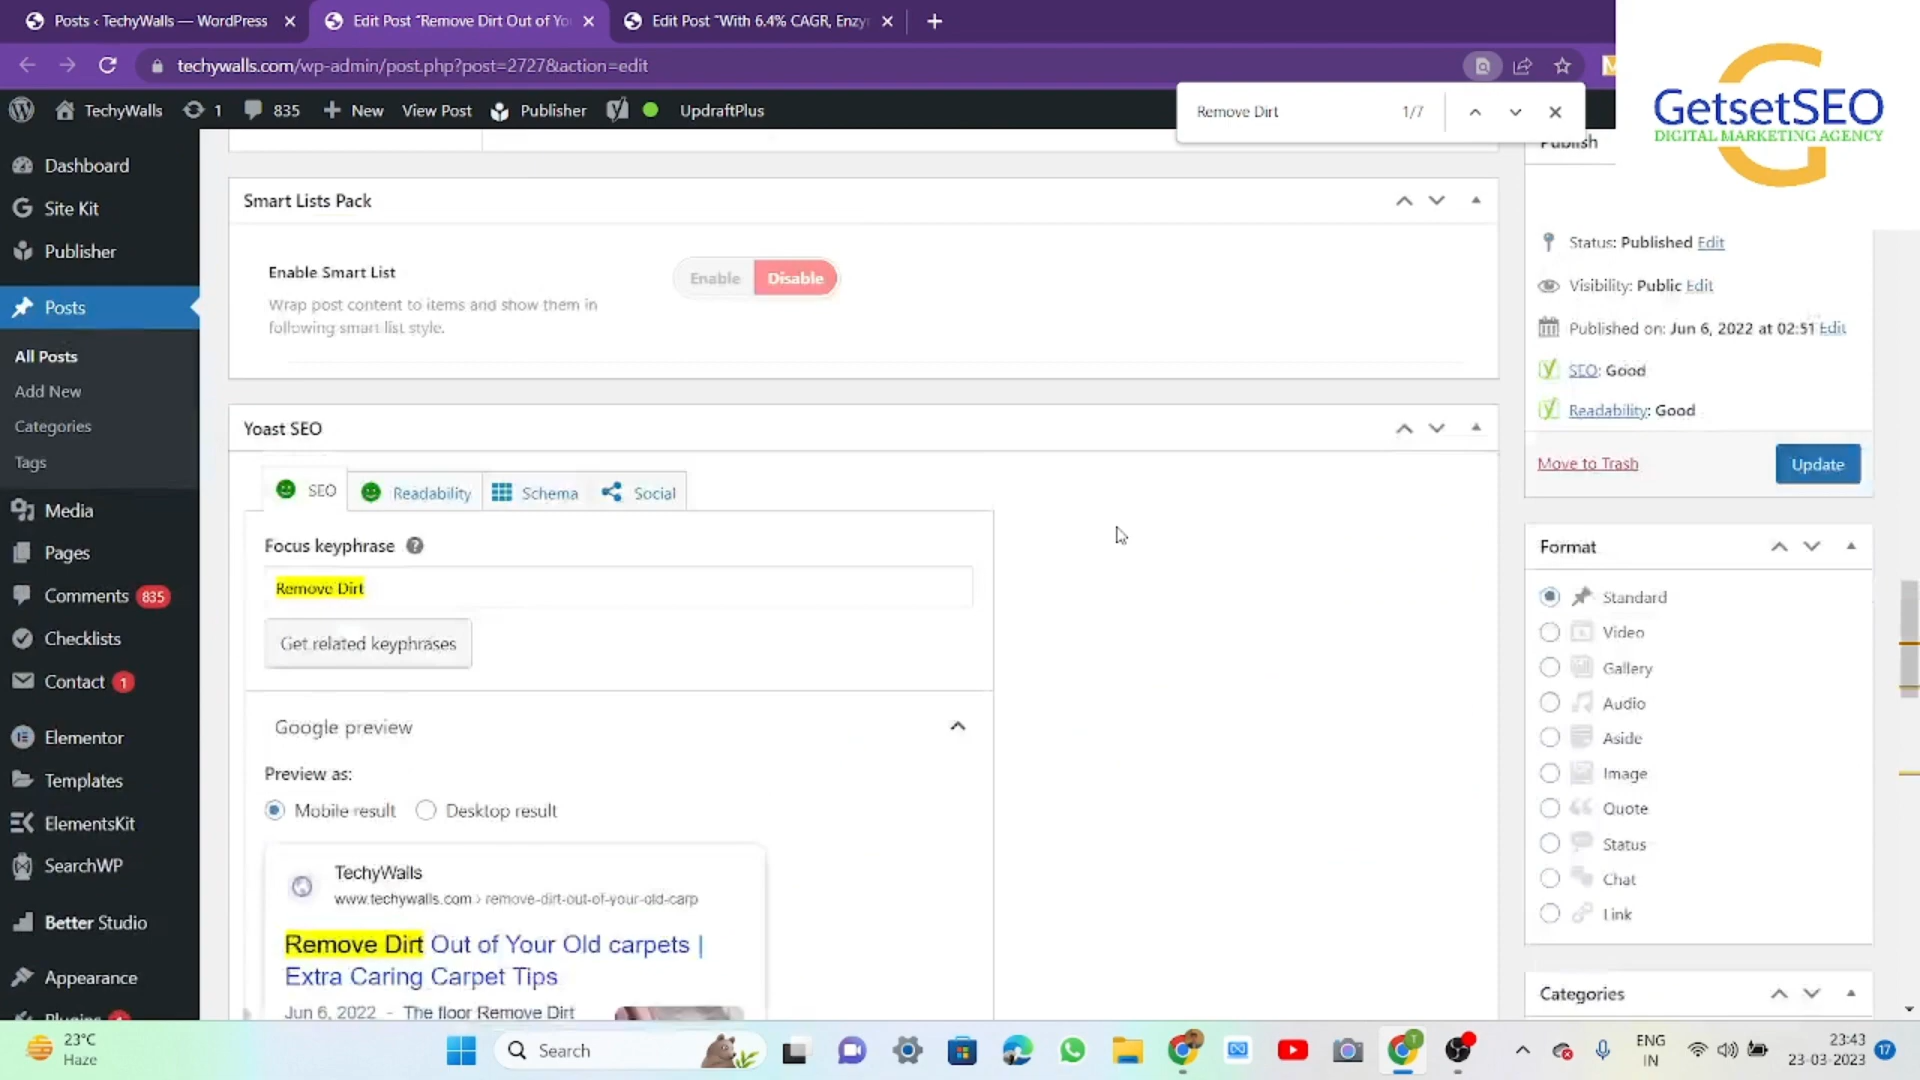 Posts ‹ TechyWalls — WordPress
Edit Post "Remove Dirt Out of Yo
Edit Post "With 6.4% CAGR, Enzy
techywalls.com/wp-admin/post.php?post=2727&action=edit
TechyWalls
1
835
New
View Post
Publisher
UpdraftPlus
Remove Dirt
1/7
GetsetSEO
DIGITAL MARKETING AGENCY
Dashboard
Site Kit
Publisher
Posts
All Posts
Add New
Categories
Tags
Media
Pages
Comments 835
Checklists
Contact 1
Elementor
Templates
ElementsKit
SearchWP
Better Studio
Appearance
Plugins
Smart Lists Pack
Enable Smart List
Wrap post content to items and show them in
following smart list style.
Enable
Disable
Yoast SEO
SEO
Readability
Schema
Social
Focus keyphrase
Remove Dirt
Get related keyphrases
Google preview
Preview as:
Mobile result
Desktop result
TechyWalls
www.techywalls.com › remove-dirt-out-of-your-old-carp
Remove Dirt Out of Your Old carpets |
Extra Caring Carpet Tips
Jun 6, 2022 - The floor Remove Dirt
Publish
Status: Published Edit
Visibility: Public Edit
Published on: Jun 6, 2022 at 02:51 Edit
SEO: Good
Readability: Good
Move to Trash
Update
Format
Standard
Video
Gallery
Audio
Aside
Image
Quote
Status
Chat
Link
Categories
23°C
Haze
Search
ENG
IN
23:43
23-03-2023
17